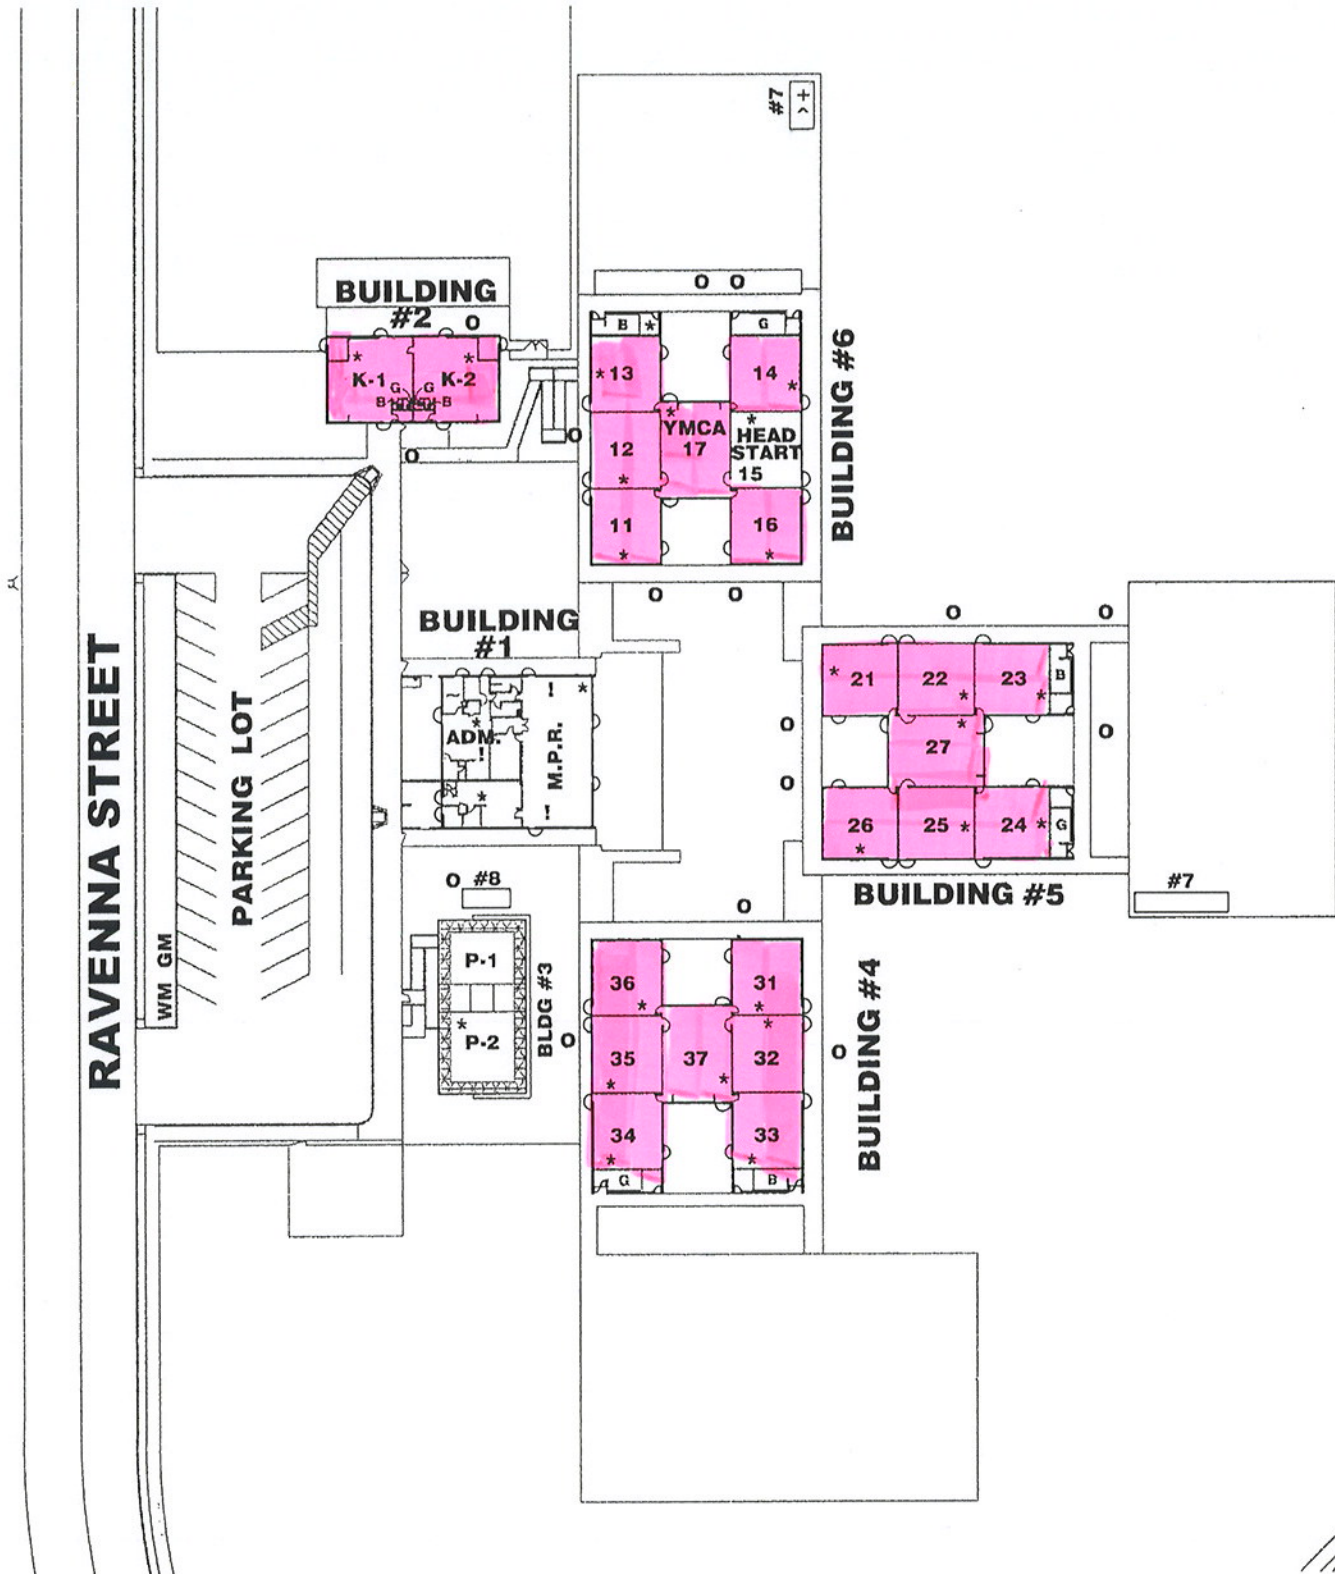 #7
+
BUILDING
#2 O
K-1
K-2
*
*
G G
B B
O
O O
B *
G
* 13
14 *
*
YMCA
17
*
HEAD
START
15
12
*
11
*
16
*
O
BUILDING #6
O O
BUILDING
#1
ADM.
*
!
*
!
*
M.P.R.
!
RAVENNA STREET
PARKING LOT
WM GM
O O
* 21
22 *
23 *
B
27
*
26
*
25 *
24 *
G
O
O
O
BUILDING #5
#7
O #8
P-1
P-2
*
BLDG #3
O
O
36
*
31
*
35
*
37
*
32
*
34
*
33
*
G
B
O
BUILDING #4